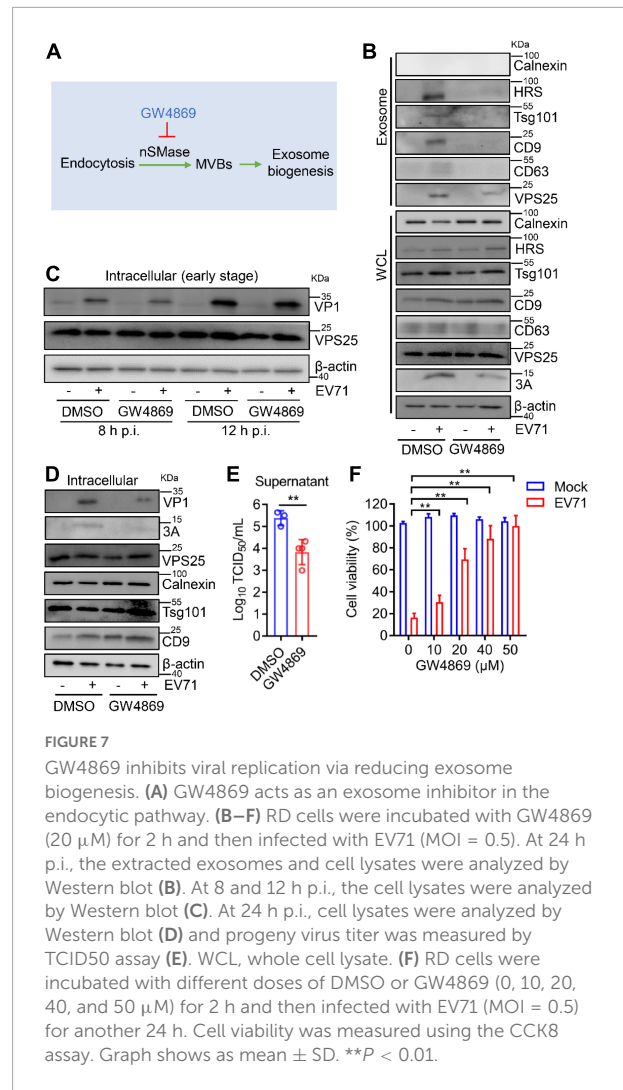 A
GW4869
nSMase
Endocytosis
MVBs
Exosome
biogenesis
B
KDa
Exosome
100
Calnexin
100
HRS
55
Tsg101
25
CD9
55
CD63
25
VPS25
WCL
100
Calnexin
100
HRS
55
Tsg101
25
CD9
55
CD63
25
VPS25
15
3A
β-actin
40
- + - + EV71
DMSO GW4869
C
Intracellular (early stage)
KDa
35
VP1
25
VPS25
β-actin
40
- + - + - + - + EV71
DMSO GW4869 DMSO GW4869
8 h p.i. 12 h p.i.
D
Intracellular
KDa
35
VP1
15
3A
25
VPS25
100
Calnexin
55
Tsg101
25
CD9
β-actin
40
- + - + EV71
DMSO GW4869
E
Supernatant
**
Log10 TCID50/mL
6
5
4
3
2
1
0
DMSO
GW4869
F
Mock
EV71
**
**
**
**
Cell viability (%)
120
100
80
60
40
20
0
0 10 20 40 50
GW4869 (μM)
FIGURE 7
GW4869 inhibits viral replication via reducing exosome
biogenesis. (A) GW4869 acts as an exosome inhibitor in the
endocytic pathway. (B–F) RD cells were incubated with GW4869
(20 μM) for 2 h and then infected with EV71 (MOI = 0.5). At 24 h
p.i., the extracted exosomes and cell lysates were analyzed by
Western blot (B). At 8 and 12 h p.i., the cell lysates were analyzed
by Western blot (C). At 24 h p.i., cell lysates were analyzed by
Western blot (D) and progeny virus titer was measured by
TCID50 assay (E). WCL, whole cell lysate. (F) RD cells were
incubated with different doses of DMSO or GW4869 (0, 10, 20,
40, and 50 μM) for 2 h and then infected with EV71 (MOI = 0.5)
for another 24 h. Cell viability was measured using the CCK8
assay. Graph shows as mean ± SD. **P < 0.01.